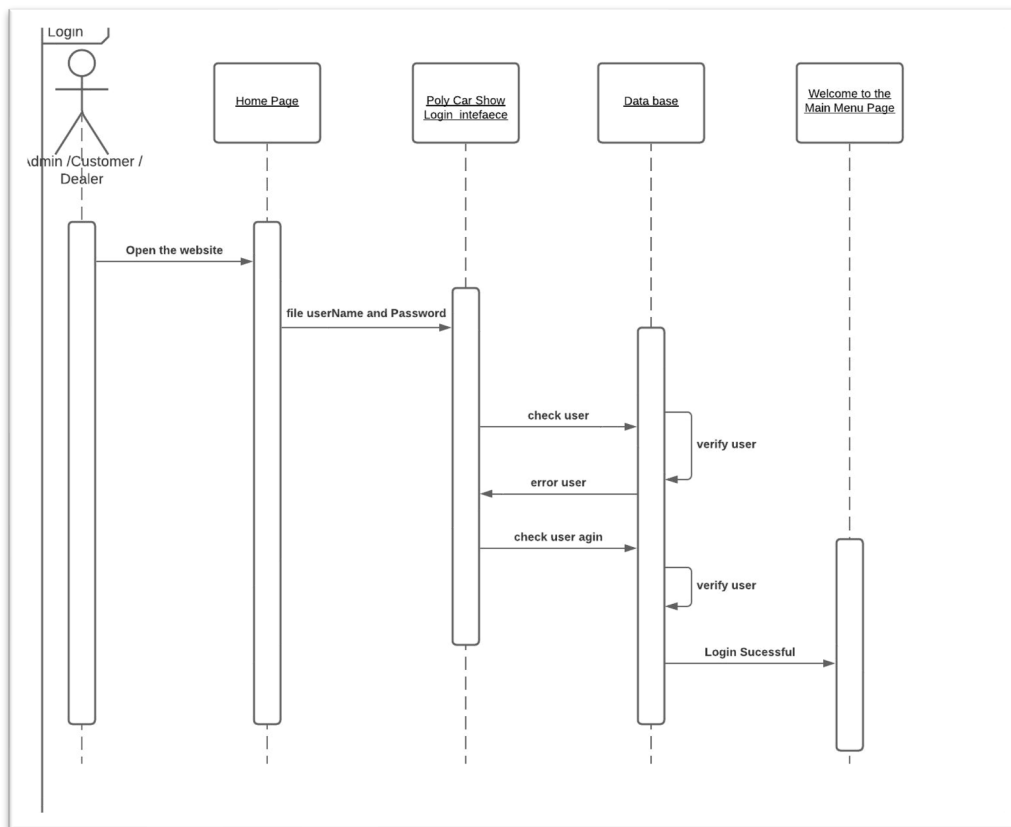 Login
Home Page
Poly Car Show
Login intefaece
Data base
Welcome to the
Main Menu Page
dmin /Customer /
Dealer
Open the website
file userName and Password
check user
verify user
error user
check user agin
verify user
Login Sucessful